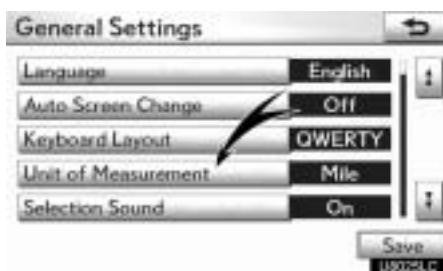 General Settings
Language English
Auto Screen Change Off
Keyboard Layout QWERTY
Unit of Measurement Mile
Selection Sound On
Save
U8025LC